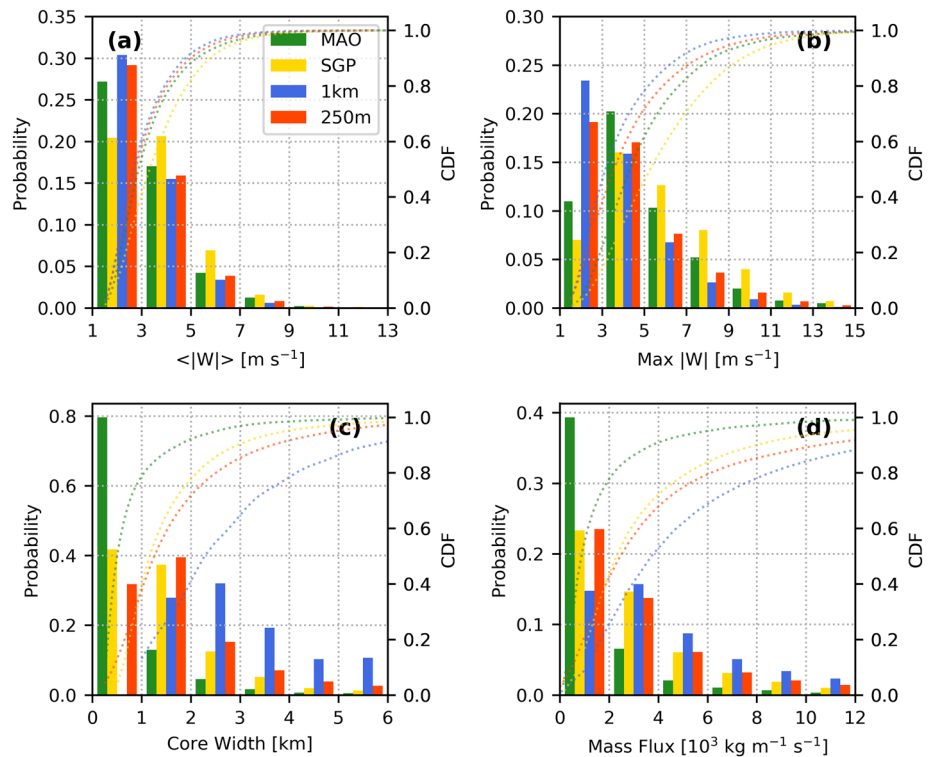 (a)
MAO
SGP
1km
250m
0.35
0.30
0.25
0.20
0.15
0.10
0.05
0.00
Probability
1.0
0.8
0.6
0.4
0.2
0.0
CDF
1 3 5 7 9 11 13
<|W|> [m s⁻¹]
(b)
0.30
0.25
0.20
0.15
0.10
0.05
0.00
Probability
1.0
0.8
0.6
0.4
0.2
0.0
CDF
1 3 5 7 9 11 13 15
Max |W| [m s⁻¹]
(c)
0.8
0.6
0.4
0.2
0.0
Probability
1.0
0.8
0.6
0.4
0.2
0.0
CDF
0 1 2 3 4 5 6
Core Width [km]
(d)
0.4
0.3
0.2
0.1
0.0
Probability
1.0
0.8
0.6
0.4
0.2
0.0
CDF
0 2 4 6 8 10 12
Mass Flux [10³ kg m⁻¹ s⁻¹]